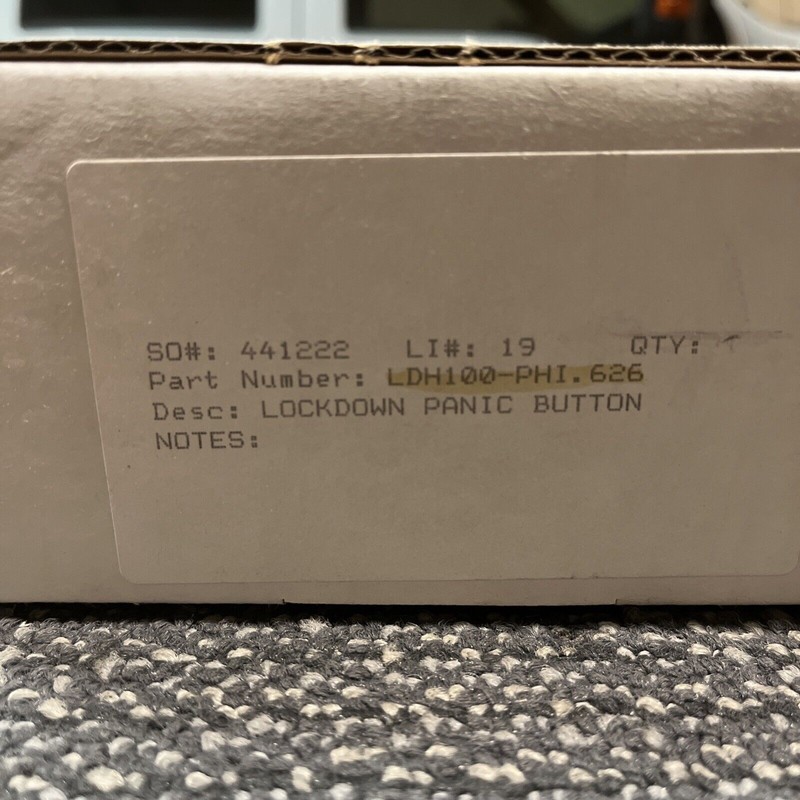 SO#: 441222 LI#: 19 QTY:
Part Number: LDH100-PHI.626
Desc: LOCKDOWN PANIC BUTTON
NOTES: